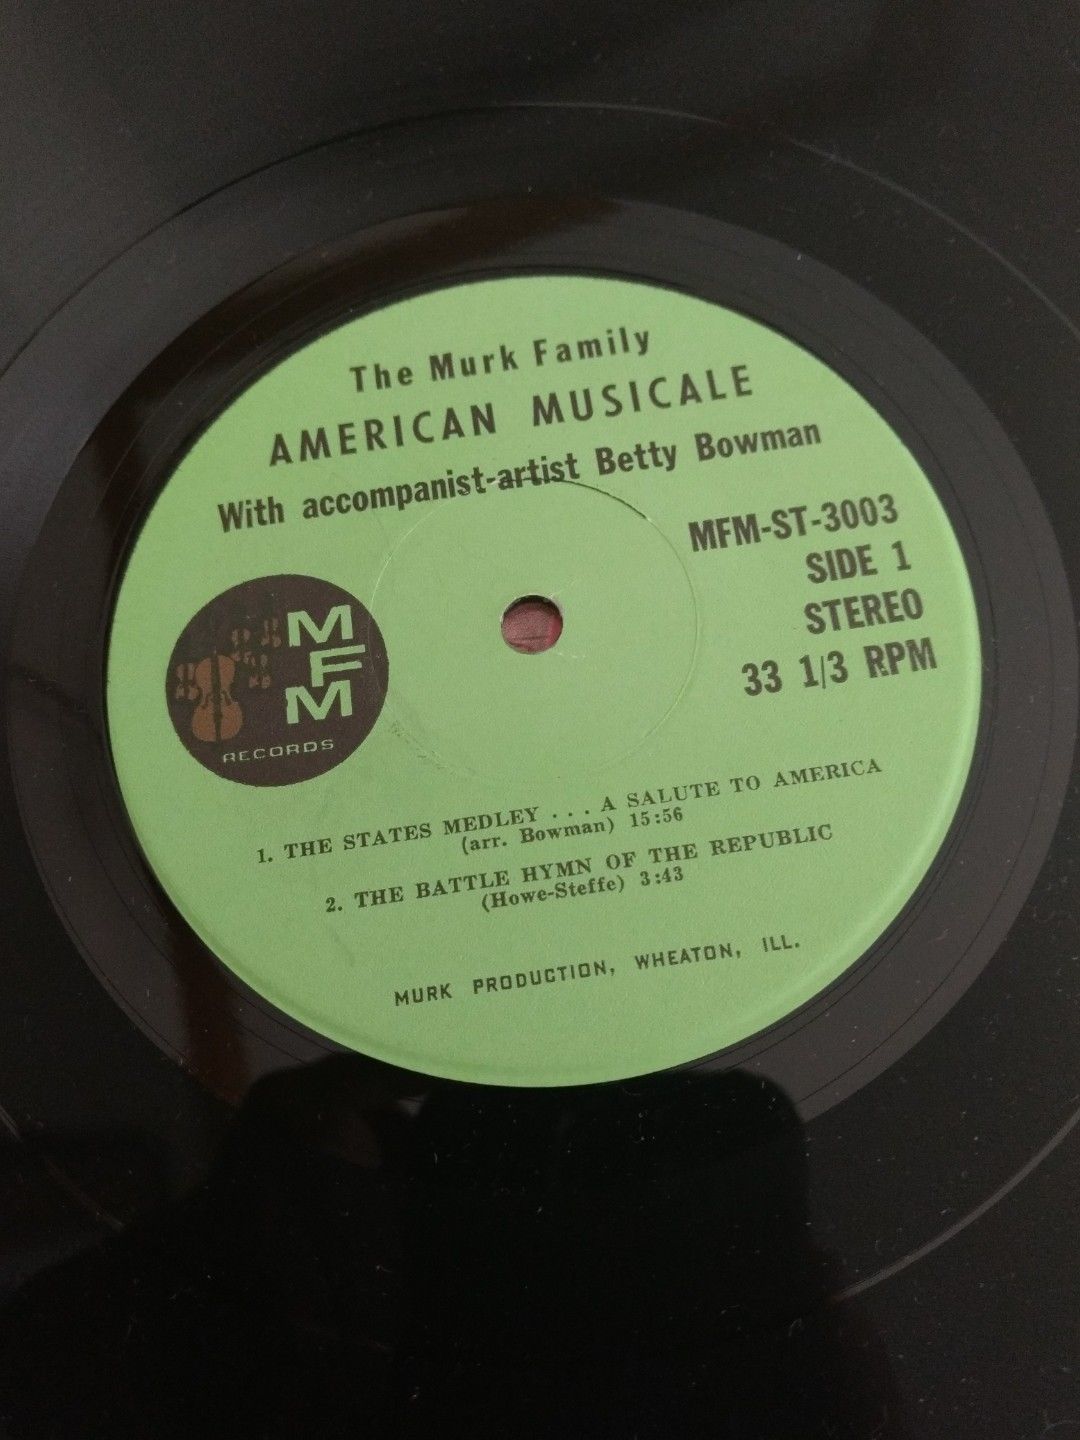 The Murk Family
AMERICAN MUSICALE
With accompanist-artist Betty Bowman
MFM-ST-3003
SIDE 1
STEREO
33 1/3 RPM
M
F
M
RECORDS
1. THE STATES MEDLEY . . . A SALUTE TO AMERICA
(arr. Bowman) 15:56
2. THE BATTLE HYMN OF THE REPUBLIC
(Howe-Steffe) 3:43
MURK PRODUCTION, WHEATON, ILL.